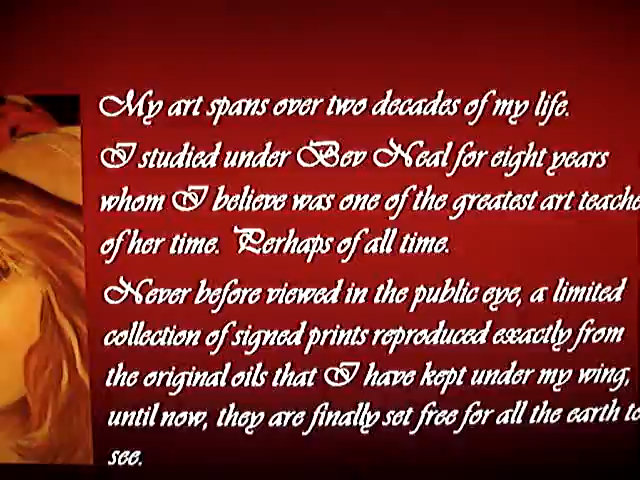 My art spans over two decades of my life.
I studied under Bev Neal for eight years
whom I believe was one of the greatest art teache
of her time. Perhaps of all time.
Never before viewed in the public eye, a limited
collection of signed prints reproduced exactly from
the original oils that I have kept under my wing,
until now, they are finally set free for all the earth to
see.